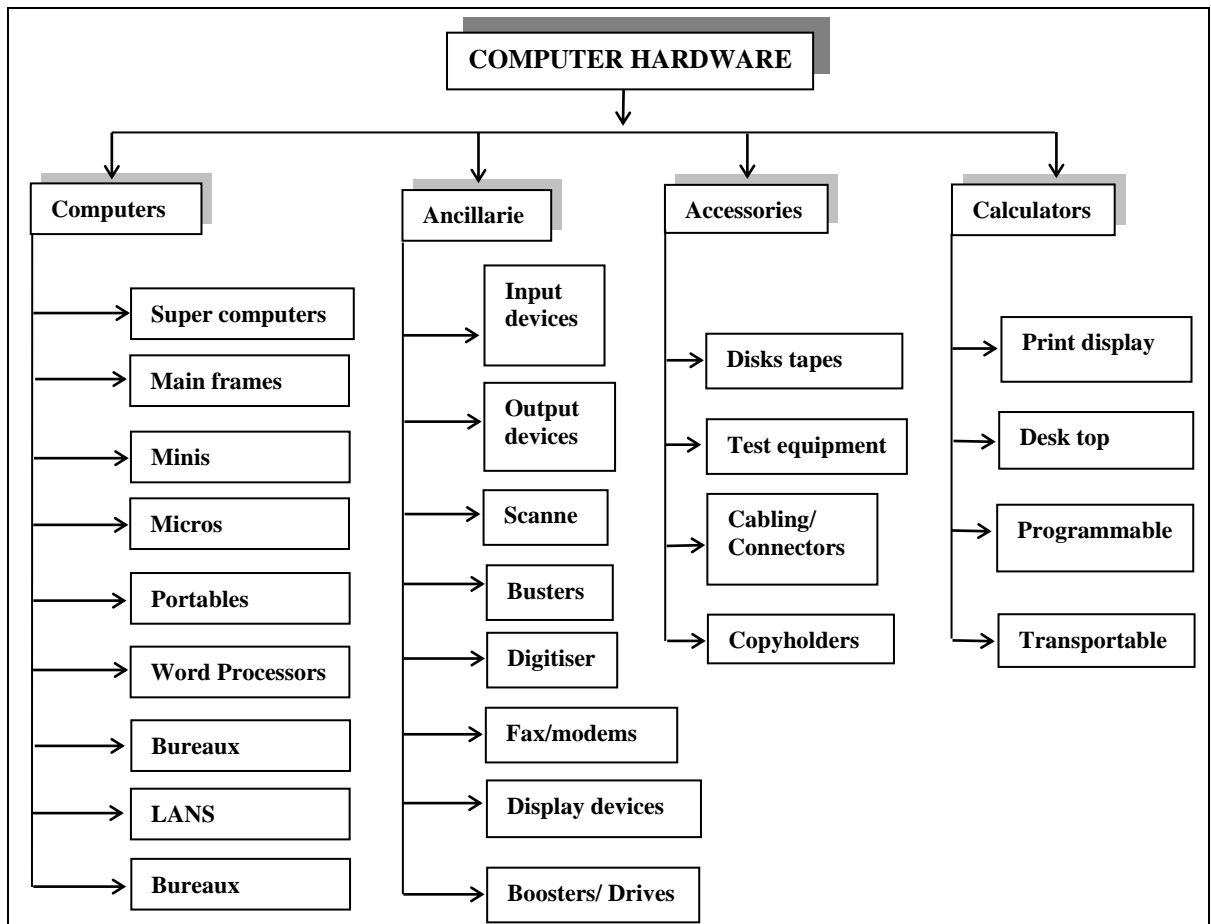 COMPUTER HARDWARE
Computers
Super computers
Main frames
Minis
Micros
Portables
Word Processors
Bureaux
LANS
Bureaux
Ancillarie
Input
devices
Output
devices
Scanne
Busters
Digitiser
Fax/modems
Display devices
Boosters/ Drives
Accessories
Disks tapes
Test equipment
Cabling/
Connectors
Copyholders
Calculators
Print display
Desk top
Programmable
Transportable